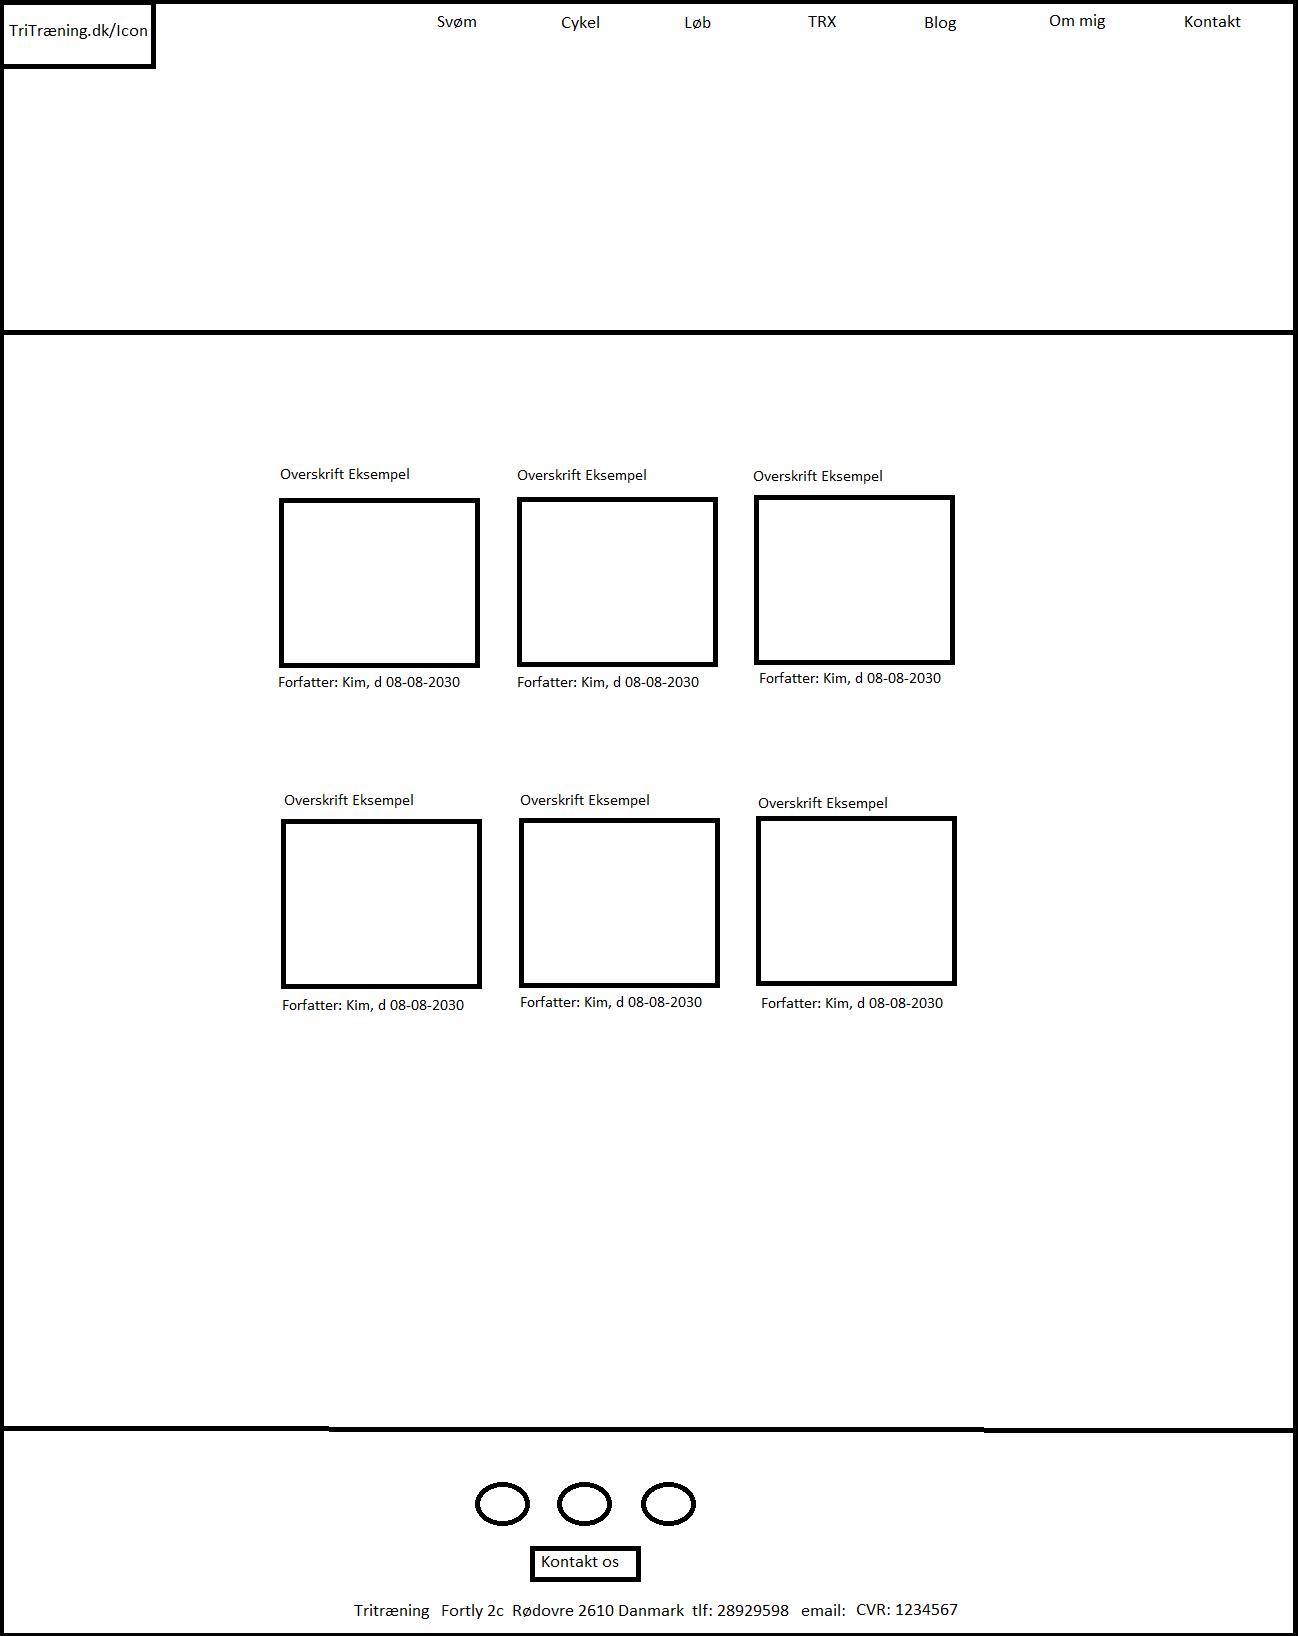 TriTræning.dk/Icon
Svøm
Cykel
Løb
TRX
Blog
Om mig
Kontakt
Overskrift Eksempel
Overskrift Eksempel
Overskrift Eksempel
Forfatter: Kim, d 08-08-2030
Forfatter: Kim, d 08-08-2030
Forfatter: Kim, d 08-08-2030
Overskrift Eksempel
Overskrift Eksempel
Overskrift Eksempel
Forfatter: Kim, d 08-08-2030
Forfatter: Kim, d 08-08-2030
Forfatter: Kim, d 08-08-2030
Kontakt os
Tritræning Fortly 2c Rødovre 2610 Danmark tlf: 28929598 email: CVR: 1234567